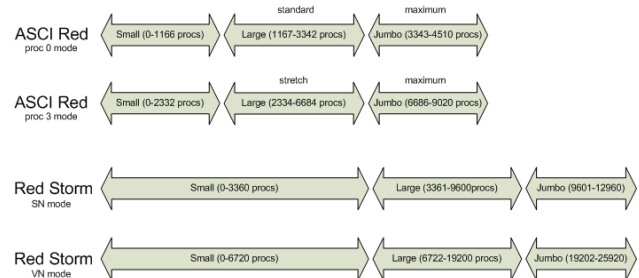 standard maximum
ASCI Red Small (0-1166 procs) Large (1167-3342 procs) Jumbo (3343-4510 procs)
proc 0 mode
stretch maximum
ASCI Red Small (0-2332 procs) Large (2334-6684 procs) Jumbo (6686-9020 procs)
proc 3 mode
Red Storm Small (0-3360 procs) Large (3361-9600procs) Jumbo (9601-12960)
SN mode
Red Storm Small (0-6720 procs) Large (6722-19200 procs) Jumbo (19202-25920)
VN mode